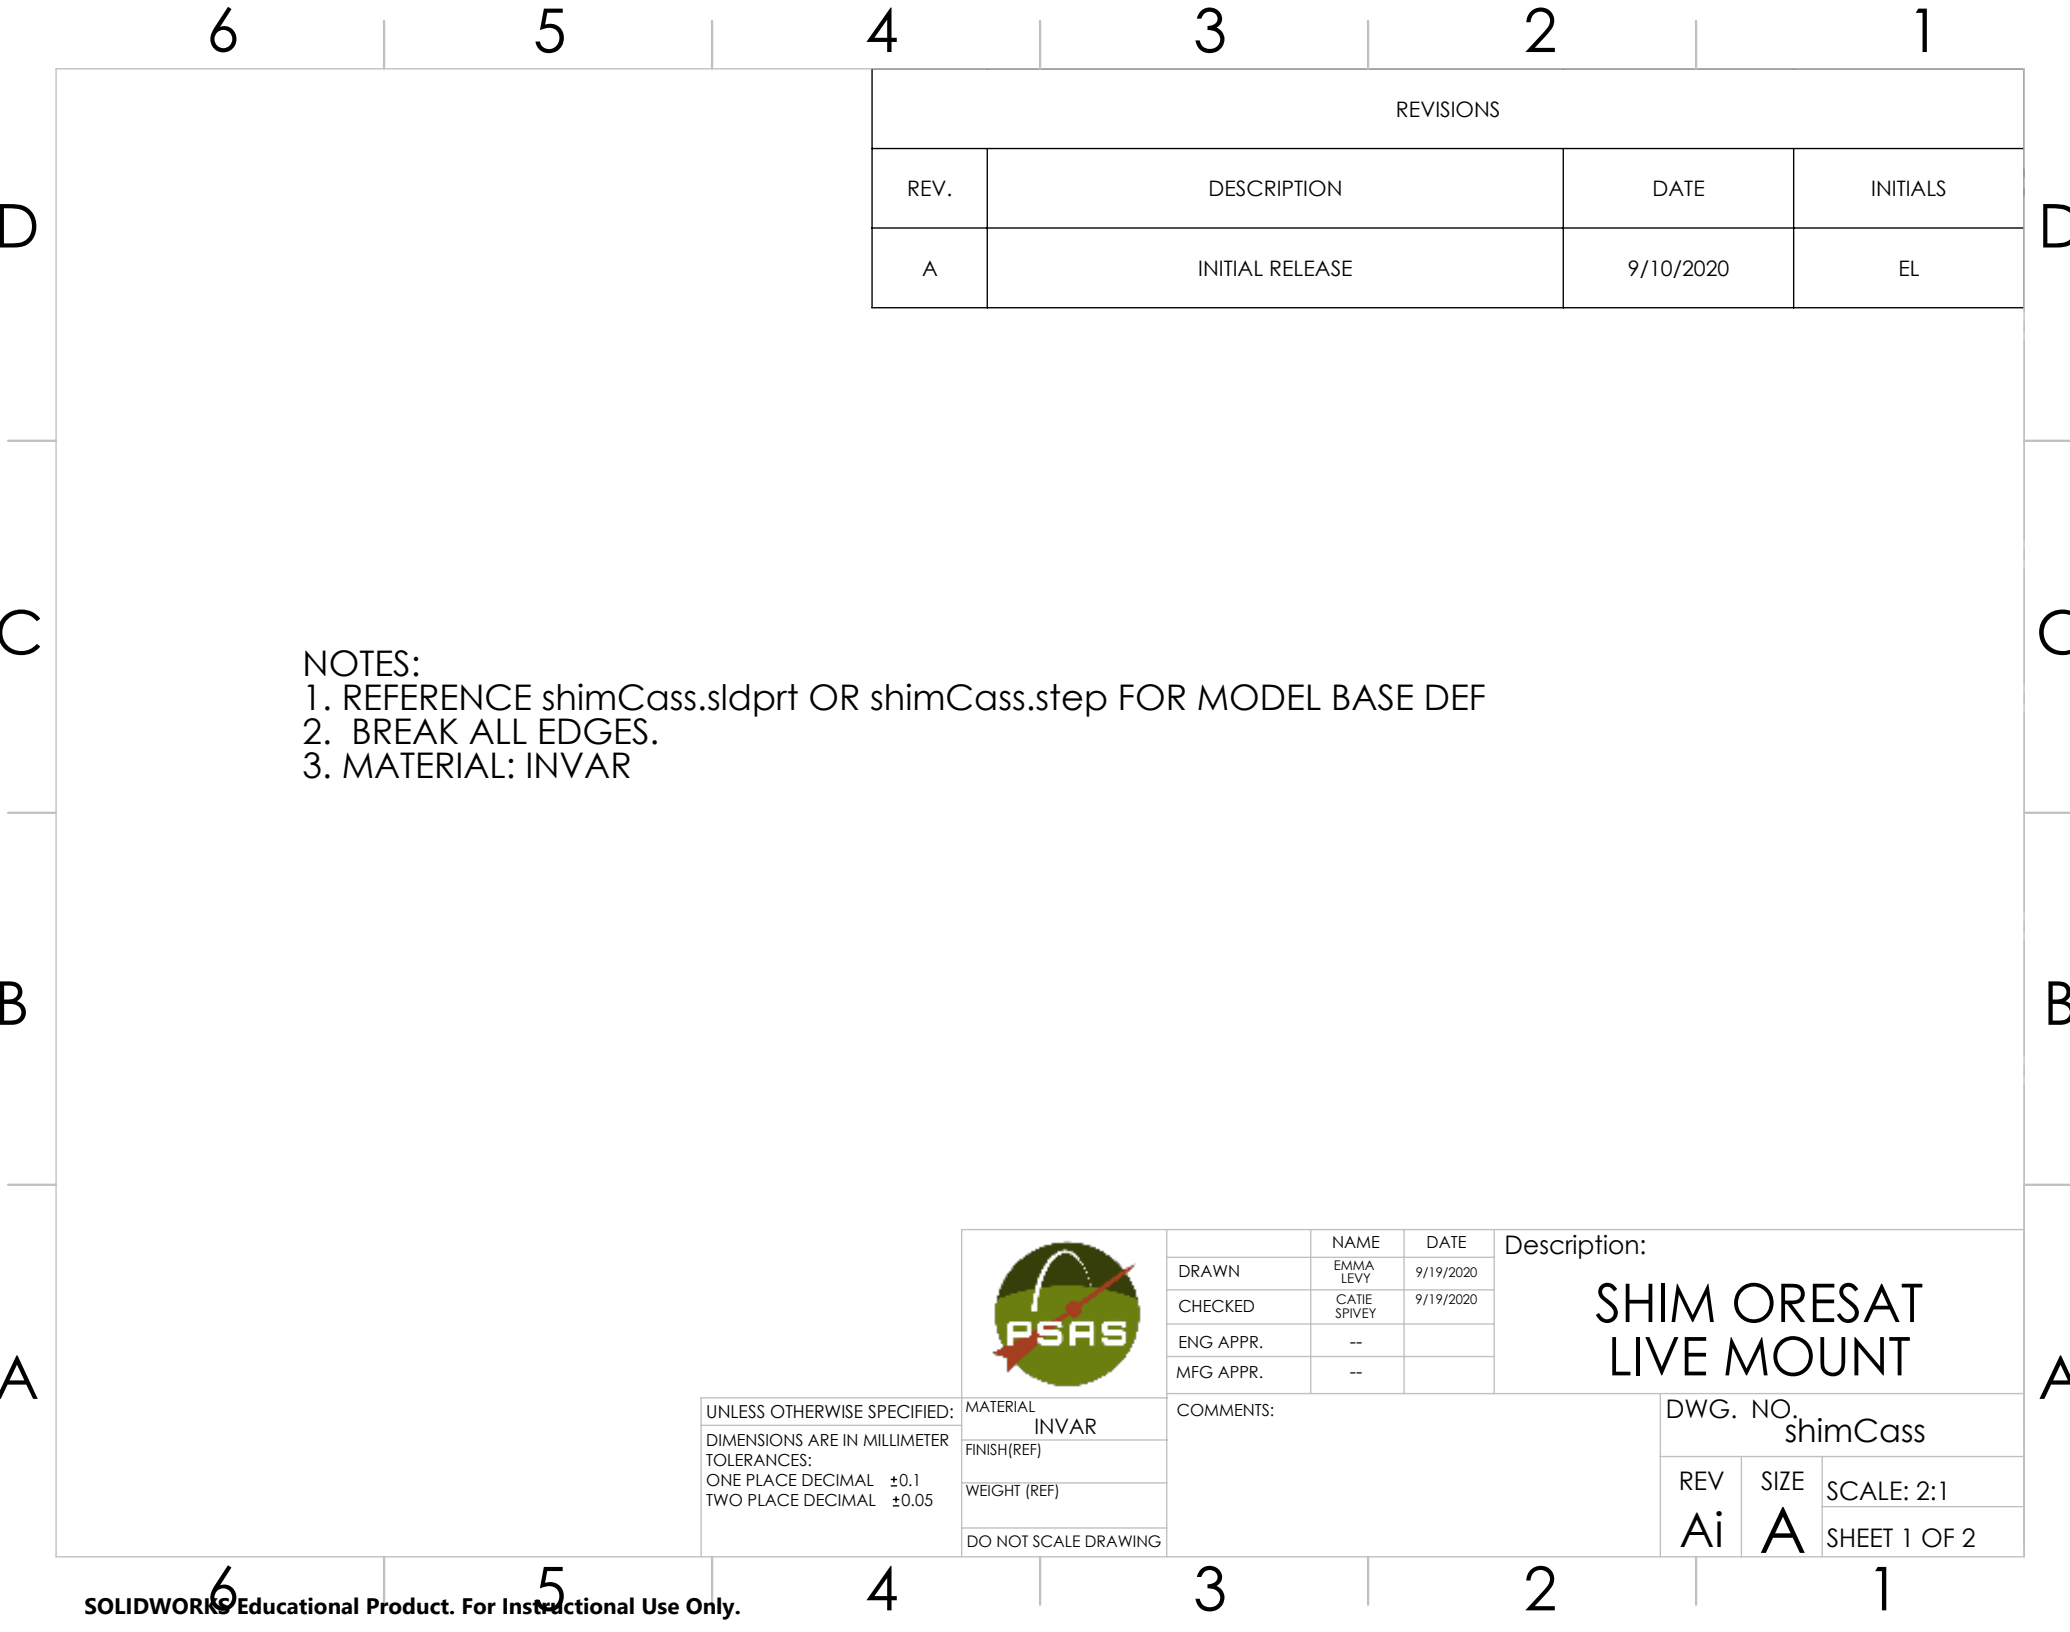 6 5 4 3 2 1
REVISIONS
REV. DESCRIPTION DATE INITIALS
D D
A INITIAL RELEASE 9/10/2020 EL
C C
NOTES:
1. REFERENCE shimCass.sldprt OR shimCass.step FOR MODEL BASE DEF
2. BREAK ALL EDGES.
3. MATERIAL: INVAR
B B
NAME DATE
DRAWN EMMA LEVY 9/19/2020
CHECKED CATIE SPIVEY 9/19/2020
ENG APPR. --
MFG APPR. --
Description:
SHIM ORESAT
LIVE MOUNT
PSAS
A A
UNLESS OTHERWISE SPECIFIED:
DIMENSIONS ARE IN MILLIMETER
TOLERANCES:
ONE PLACE DECIMAL ±0.1
TWO PLACE DECIMAL ±0.05
MATERIAL
INVAR
FINISH(REF)
WEIGHT (REF)
DO NOT SCALE DRAWING
COMMENTS:
DWG. NO.
shimCass
REV SIZE SCALE: 2:1
Ai A SHEET 1 OF 2
6 5 4 3 2 1
SOLIDWORKS Educational Product. For Instructional Use Only.